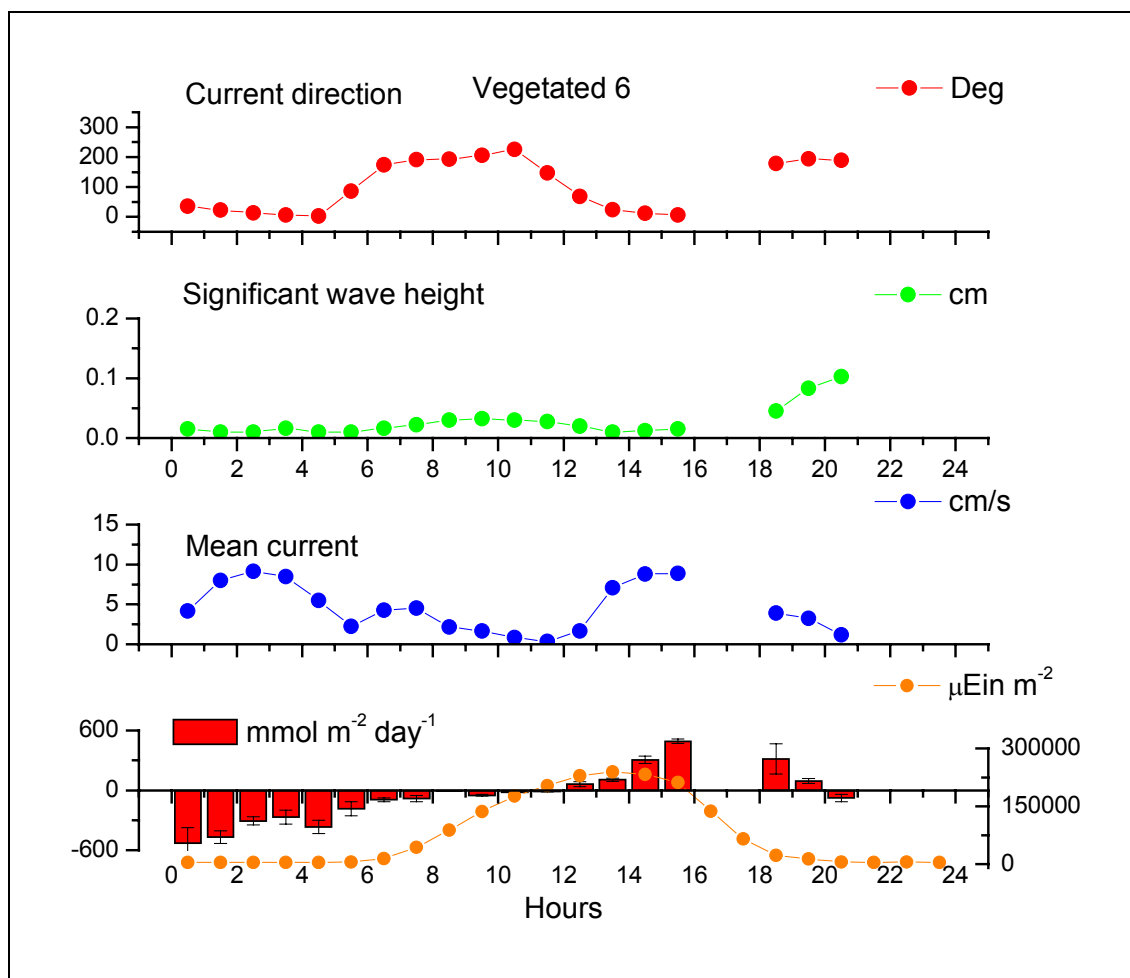 Current direction Vegetated 6 Deg
300
200
100
0
Significant wave height cm
0.2
0.1
0.0
0 2 4 6 8 10 12 14 16 18 20 22 24
cm/s
15
Mean current
10
5
0
μEin m⁻²
600 mmol m⁻² day⁻¹ 300000
0
150000
-600 0
0 2 4 6 8 10 12 14 16 18 20 22 24
Hours